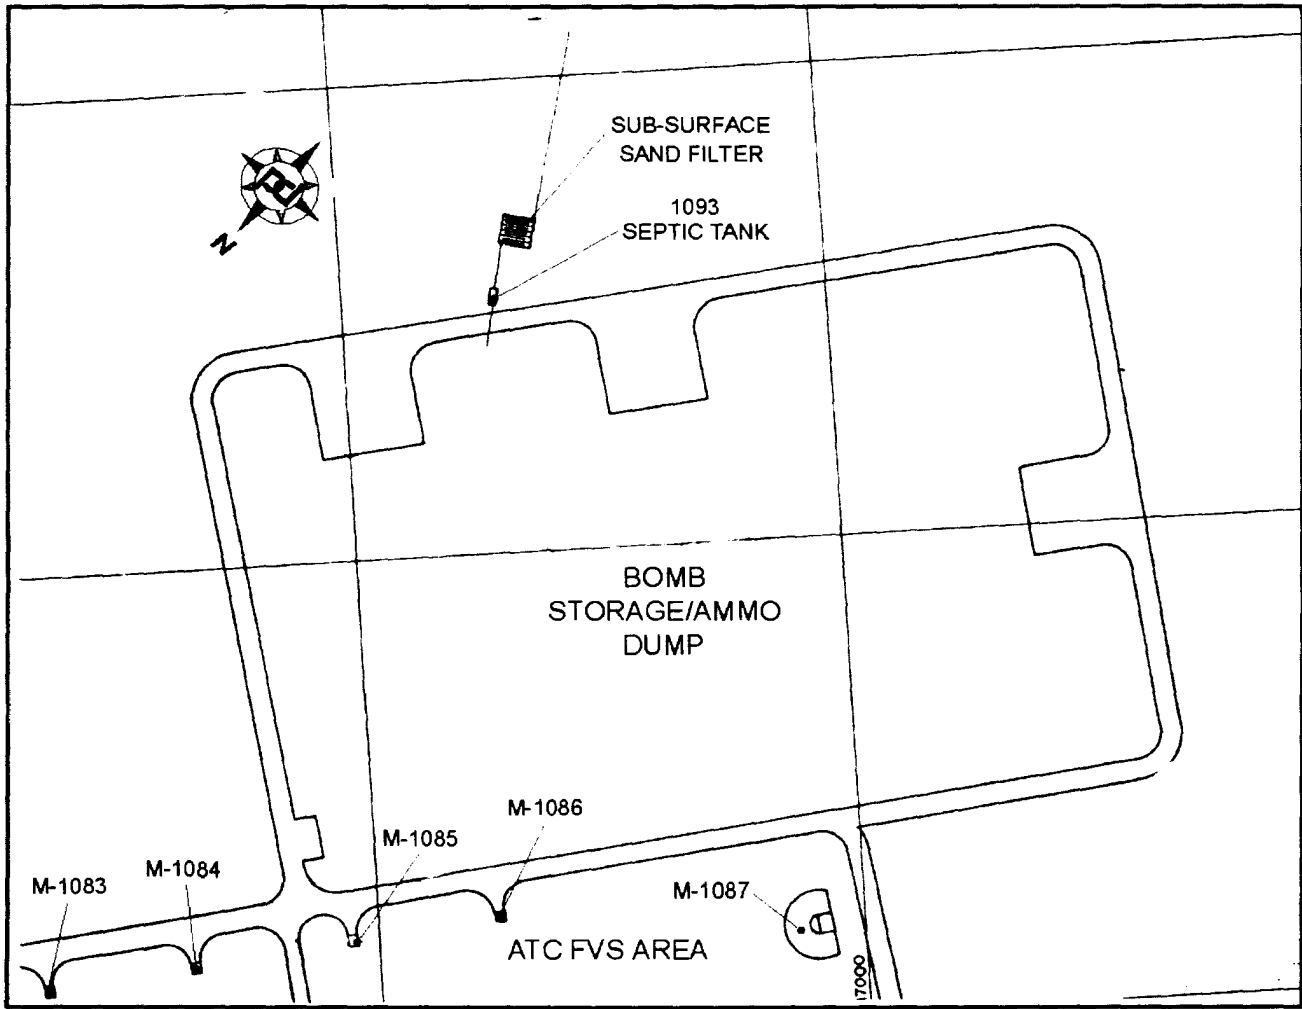 SUB-SURFACE
SAND FILTER
1093
SEPTIC TANK
N
BOMB
STORAGE/AMMO
DUMP
M-1086
M-1085
M-1084
M-1083
M-1087
ATC FVS AREA
17000